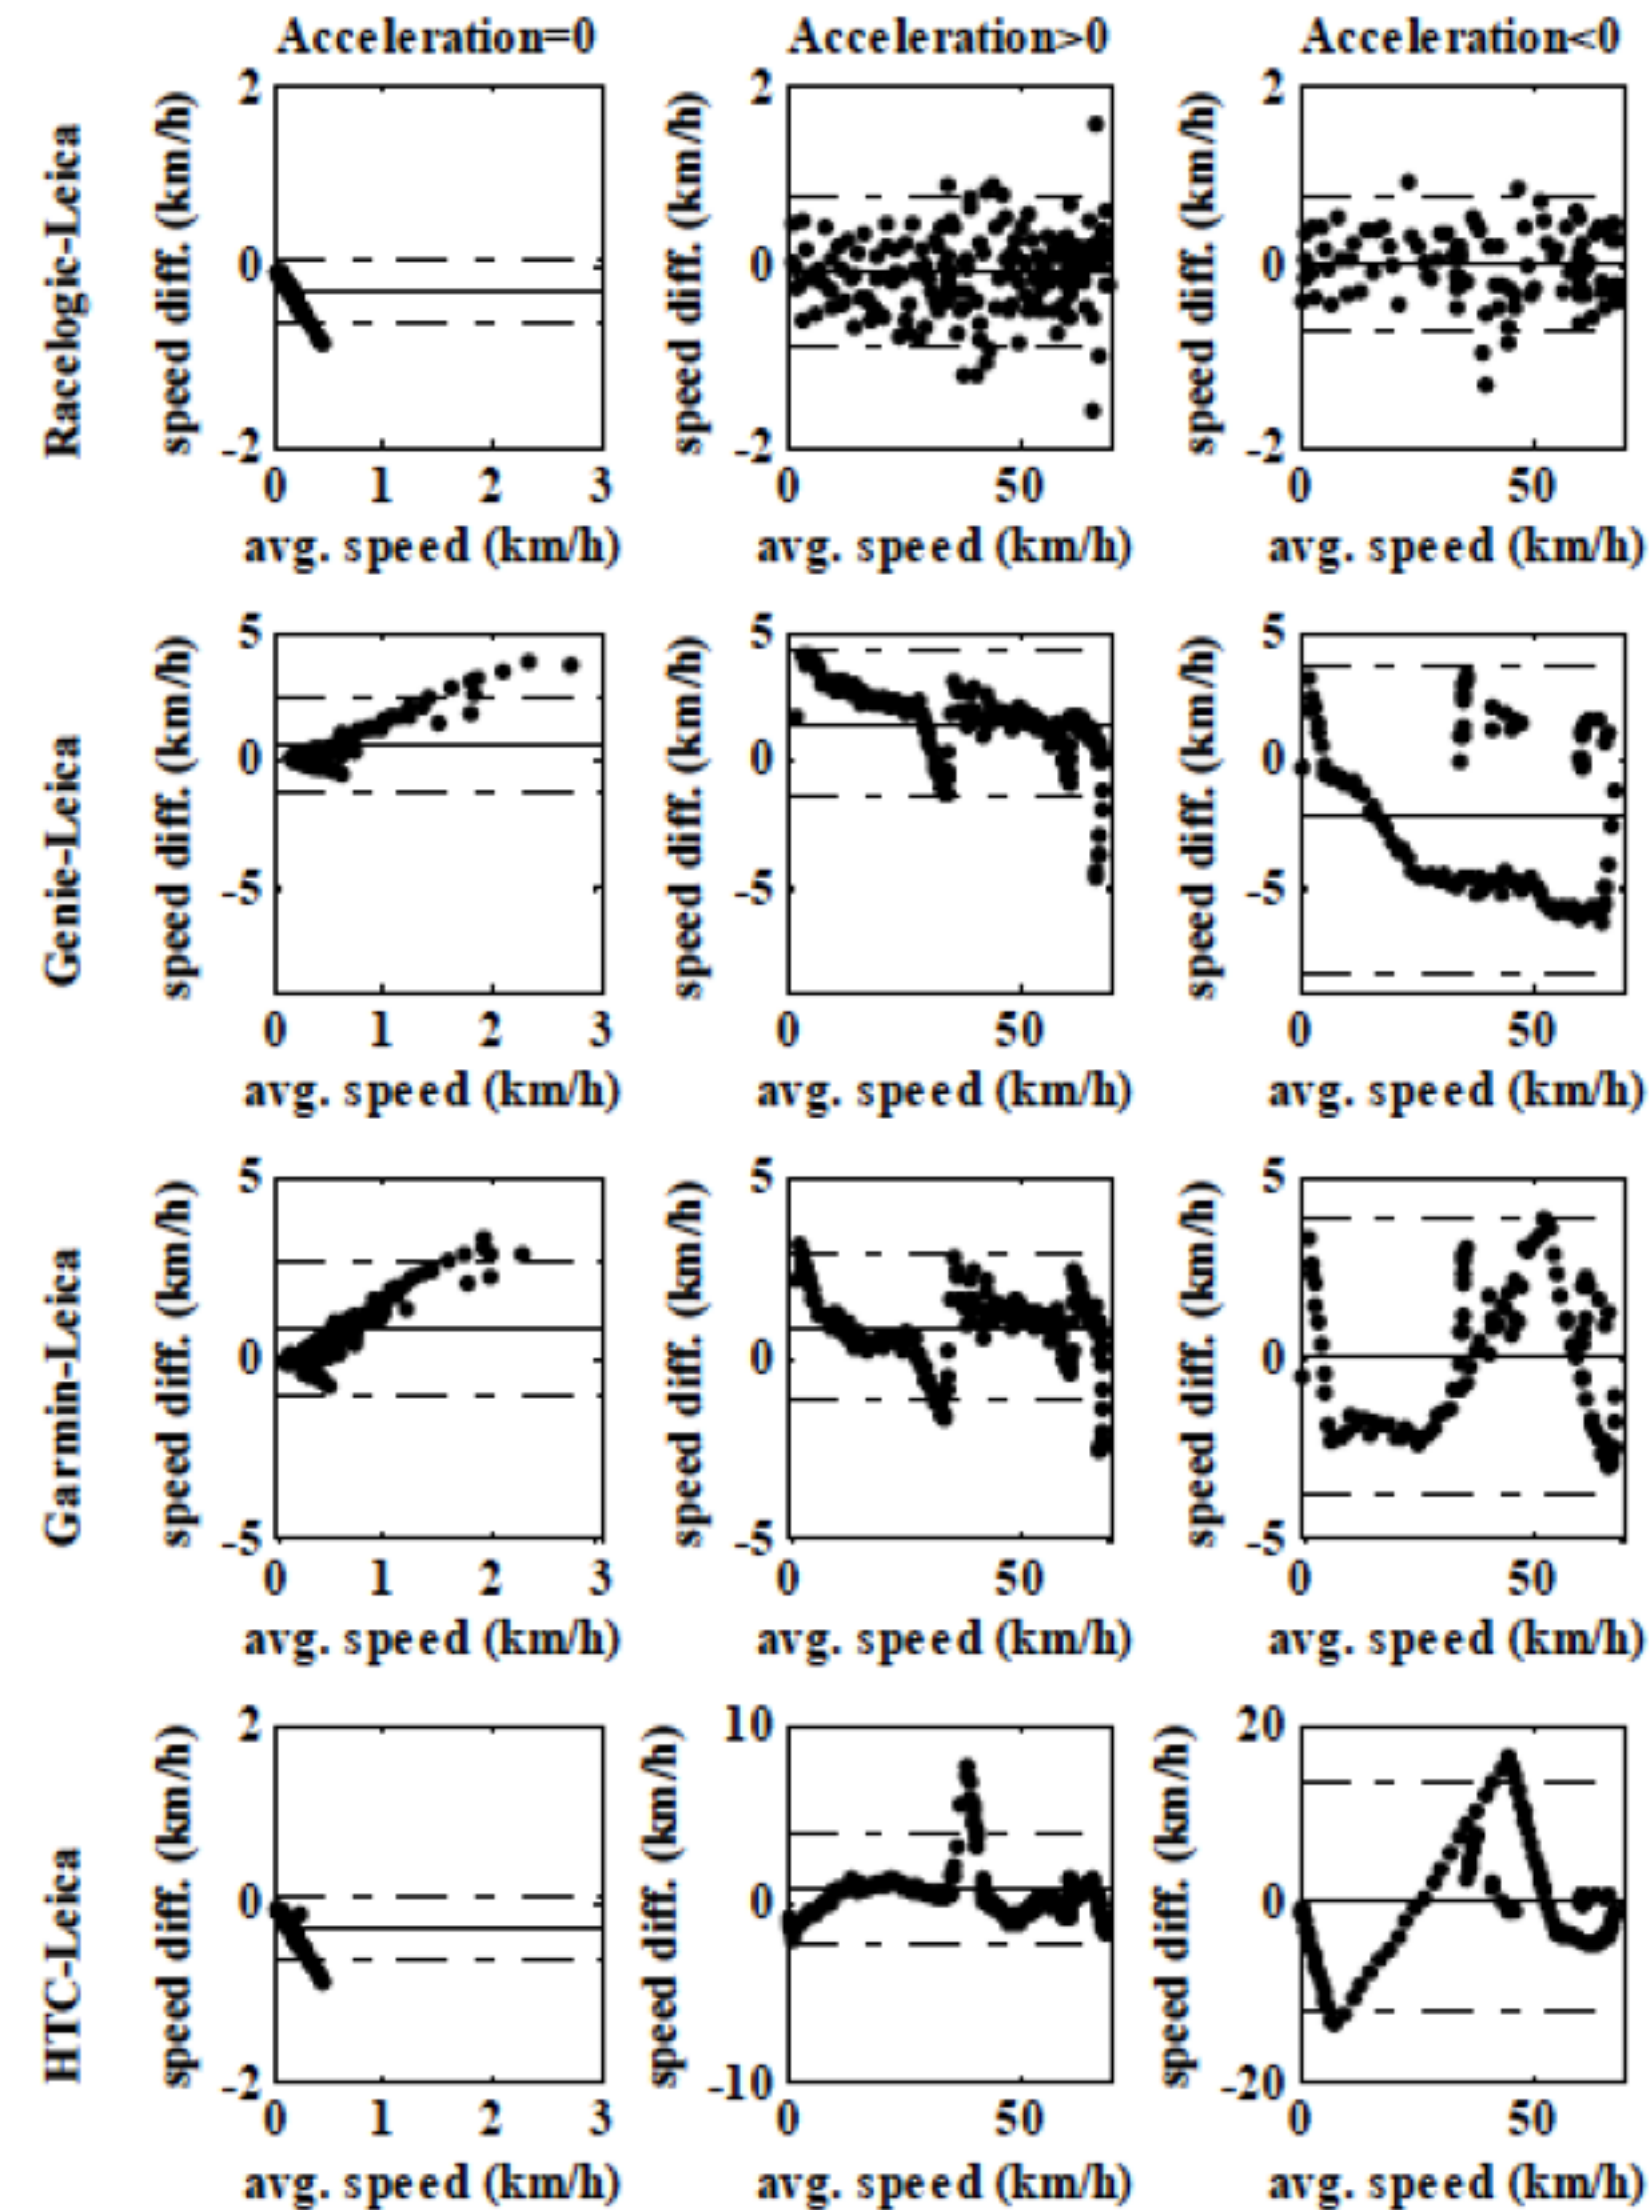 Acceleration=0 Acceleration>0 Acceleration<0
Racelogic-Leica
speed diff. (km/h) speed diff. (km/h) speed diff. (km/h)
2 2 2
0 0 0
-2 -2 -2
0 1 2 3 0 50 0 50
avg. speed (km/h) avg. speed (km/h) avg. speed (km/h)
Genie-Leica
speed diff. (km/h) speed diff. (km/h) speed diff. (km/h)
5 5 5
0 0 0
-5 -5 -5
0 1 2 3 0 50 0 50
avg. speed (km/h) avg. speed (km/h) avg. speed (km/h)
Garmin-Leica
speed diff. (km/h) speed diff. (km/h) speed diff. (km/h)
5 5 5
0 0 0
-5 -5 -5
0 1 2 3 0 50 0 50
avg. speed (km/h) avg. speed (km/h) avg. speed (km/h)
HTC-Leica
speed diff. (km/h) speed diff. (km/h) speed diff. (km/h)
2 10 20
0 0 0
-2 -10 -20
0 1 2 3 0 50 0 50
avg. speed (km/h) avg. speed (km/h) avg. speed (km/h)